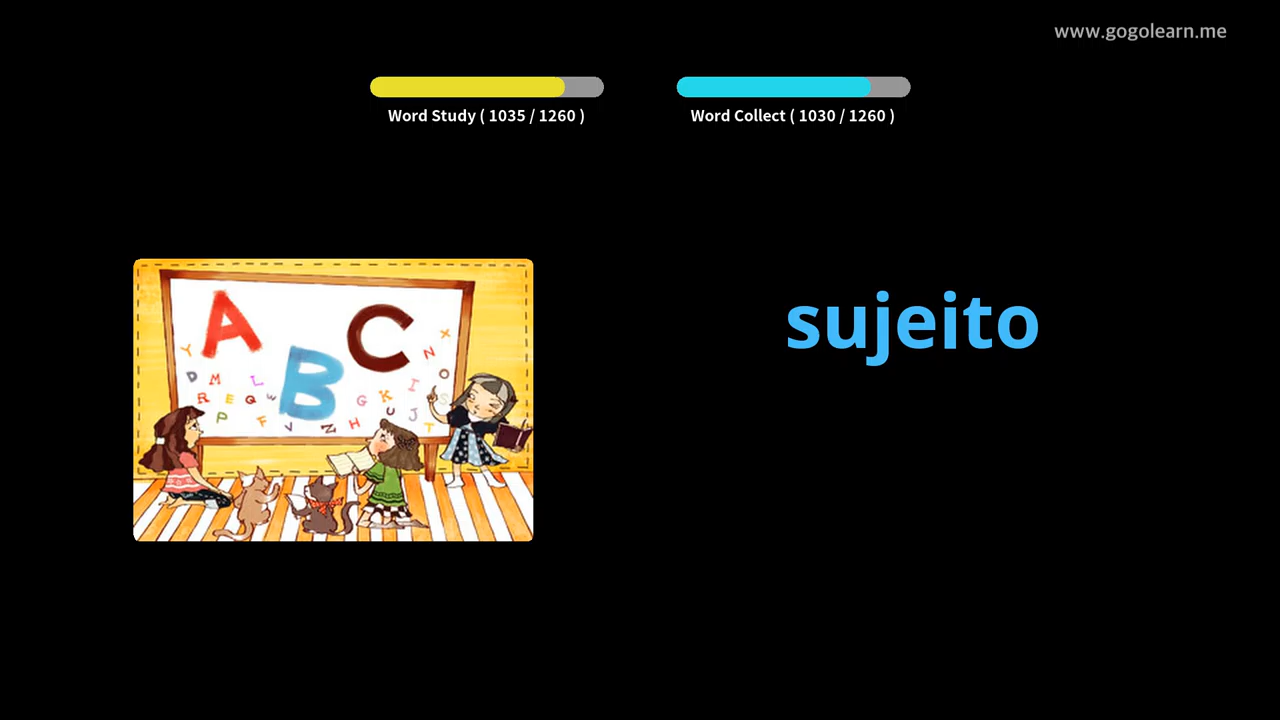 www.gogolearn.me
Word Study ( 1035 / 1260 )
Word Collect ( 1030 / 1260 )
sujeito
A
B
C
X
Y
N
D
M
L
I
O
R
E
Q
W
G
K
S
P
F
V
Z
H
U
J
T